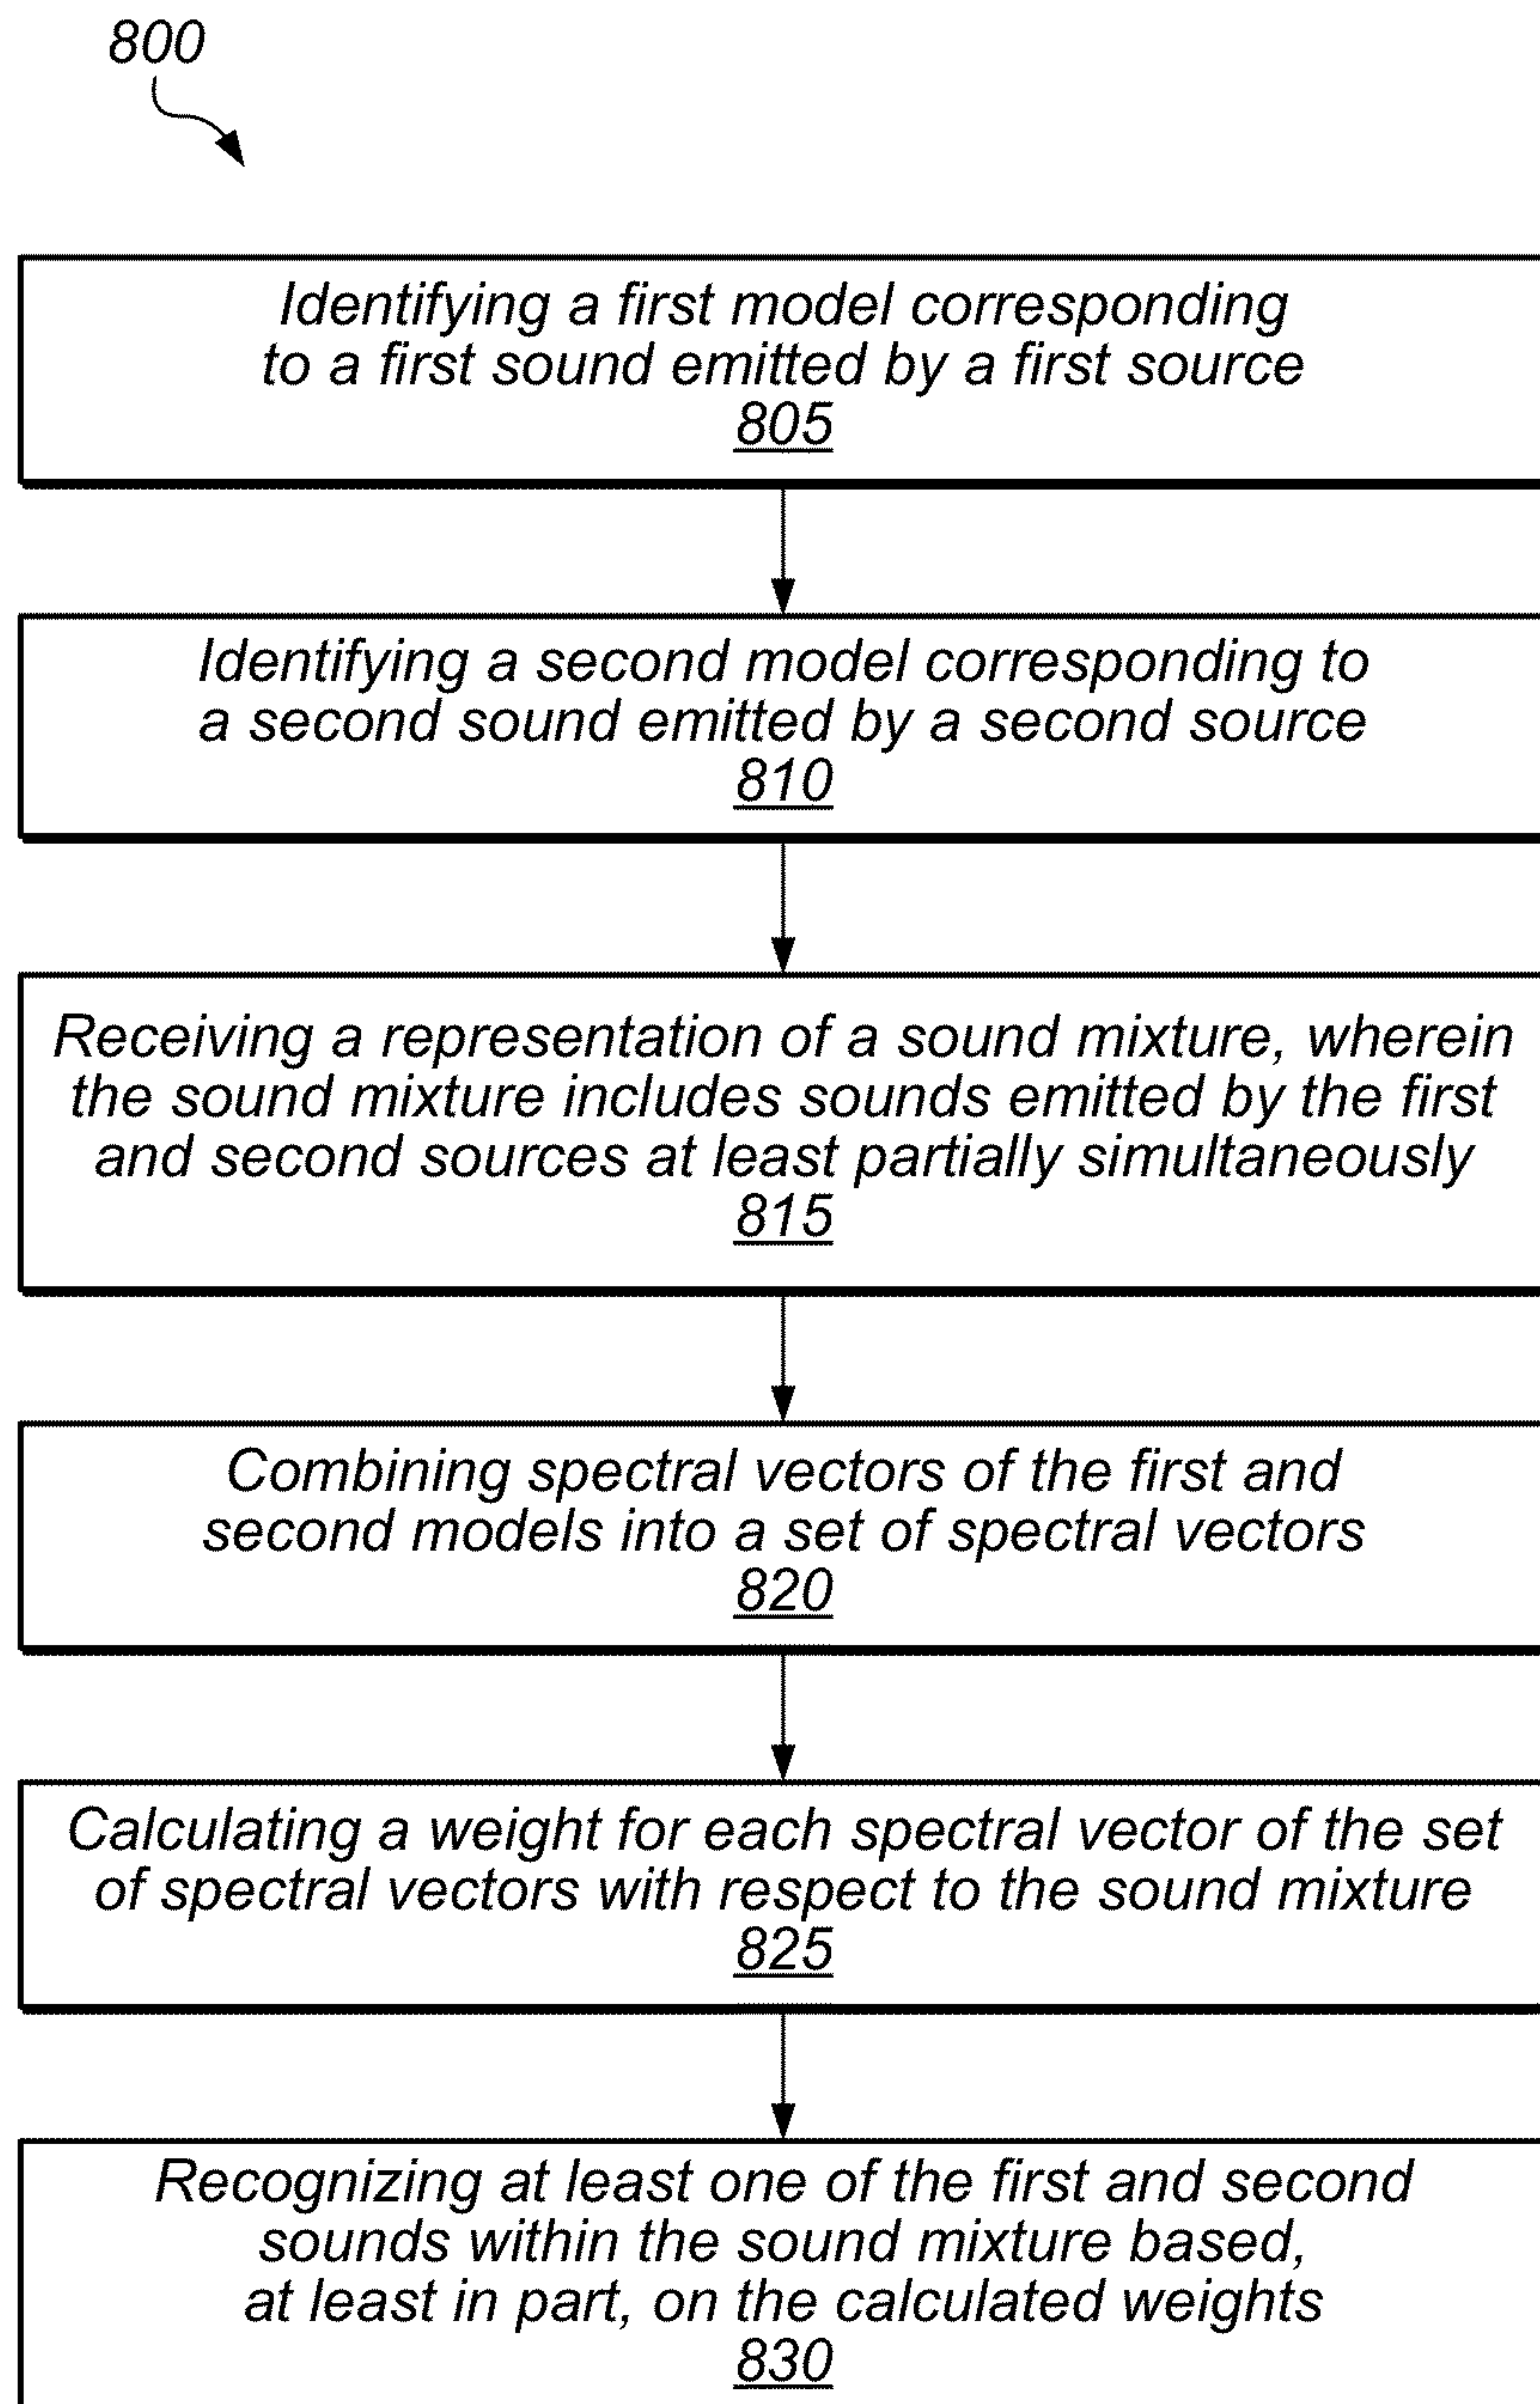 800
Identifying a first model corresponding
to a first sound emitted by a first source
805
Identifying a second model corresponding to
a second sound emitted by a second source
810
Receiving a representation of a sound mixture, wherein
the sound mixture includes sounds emitted by the first
and second sources at least partially simultaneously
815
Combining spectral vectors of the first and
second models into a set of spectral vectors
820
Calculating a weight for each spectral vector of the set
of spectral vectors with respect to the sound mixture
825
Recognizing at least one of the first and second
sounds within the sound mixture based,
at least in part, on the calculated weights
830